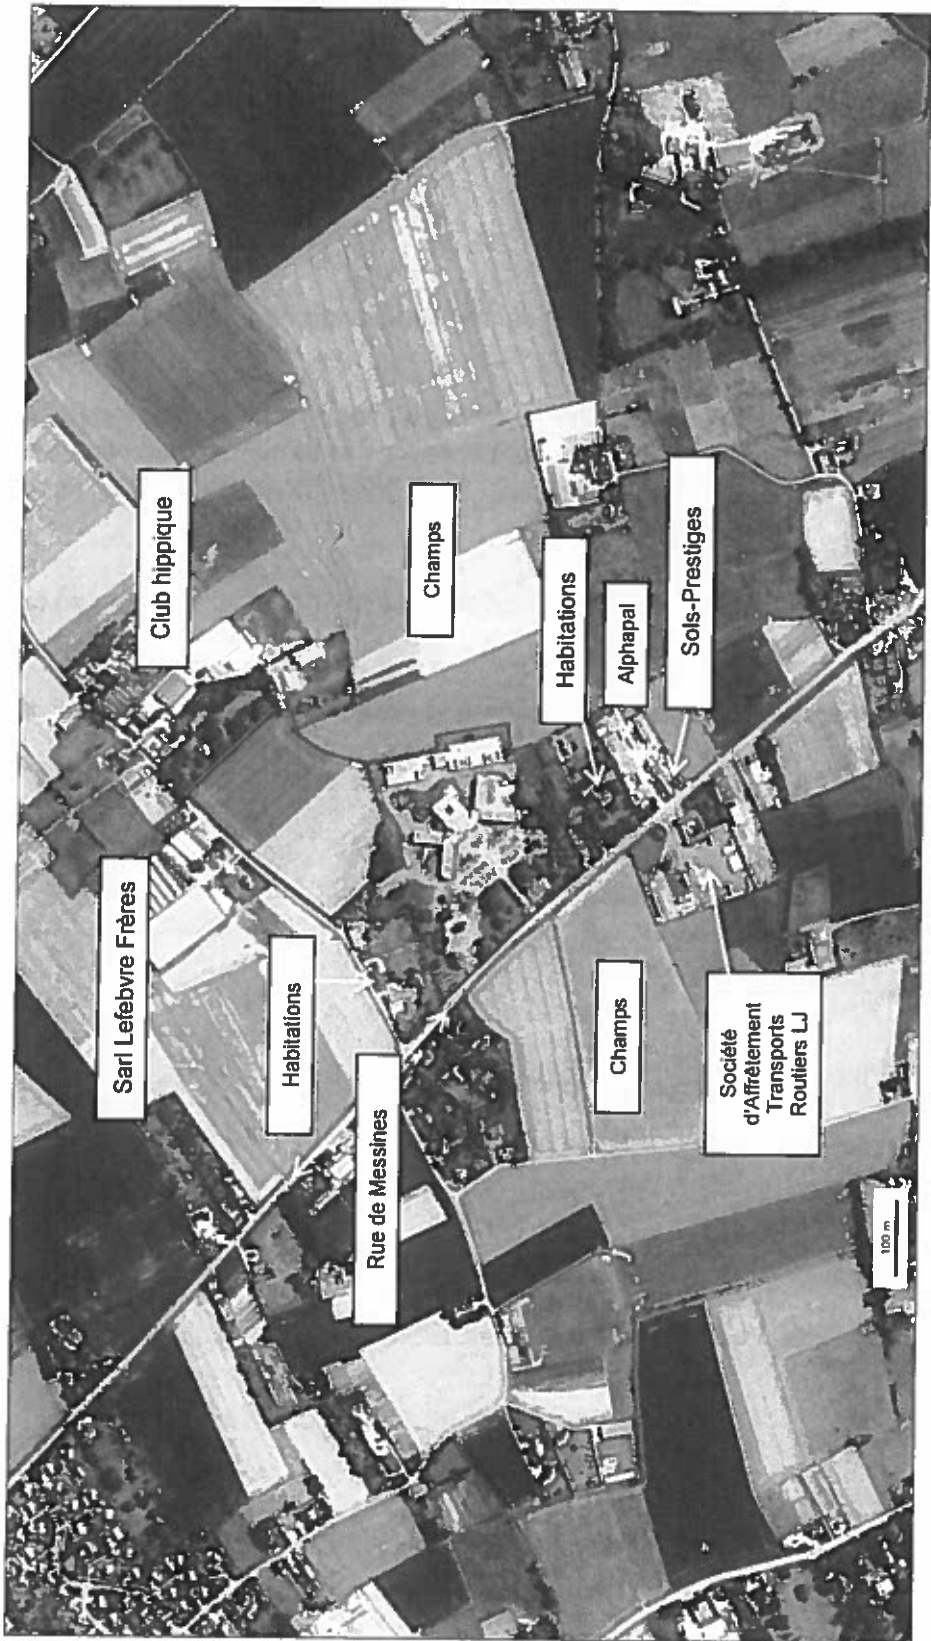 Sarl Lefebvre Frères
Club hippique
Habitations
Rue de Messines
Champs
Habitations
Champs
Alphapal
Sols-Prestiges
Société
d'Affrètement
Transports
Routiers LJ
100 m